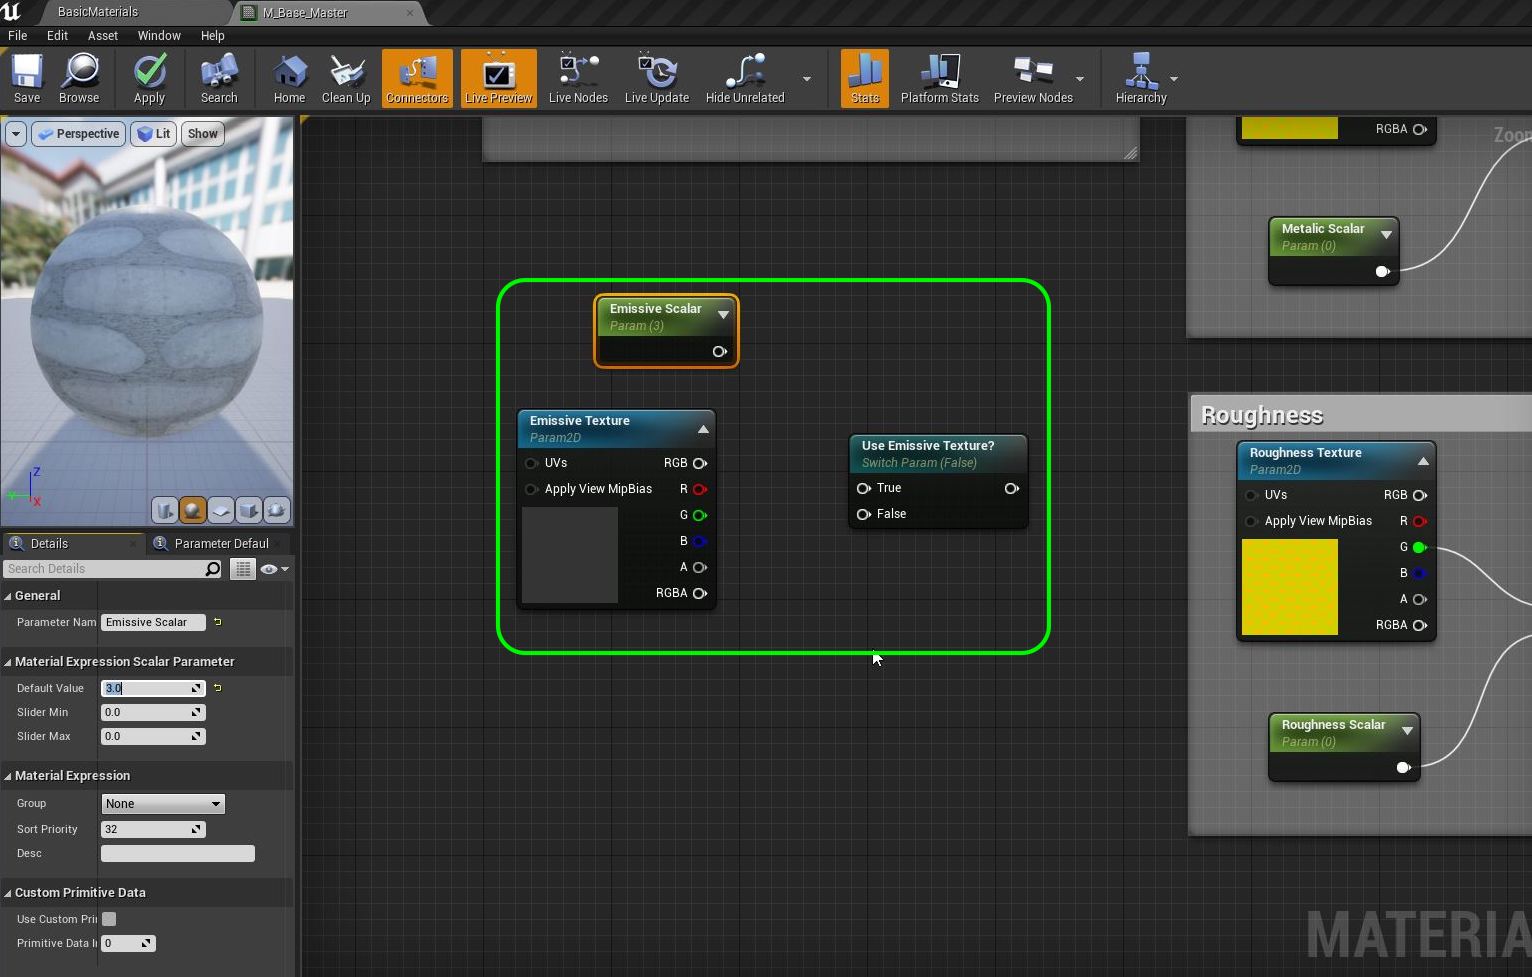 BasicMaterials
M_Base_Master
File Edit Asset Window Help
Save Browse Apply Search Home Clean Up Connectors Live Preview Live Nodes Live Update Hide Unrelated Stats Platform Stats Preview Nodes Hierarchy
Perspective Lit Show
Z
X
RGBA
Zoom
Metalic Scalar
Param (0)
Emissive Scalar
Param (3)
Emissive Texture
Param2D
UVs RGB
Apply View MipBias R
G
B
A
RGBA
Use Emissive Texture?
Switch Param (False)
True
False
Roughness
Roughness Texture
Param2D
UVs RGB
Apply View MipBias R
G
B
A
RGBA
Roughness Scalar
Param (0)
MATERIA
Details
Parameter Defaul
Search Details
General
Parameter Nam Emissive Scalar
Material Expression Scalar Parameter
Default Value 3.0
Slider Min 0.0
Slider Max 0.0
Material Expression
Group None
Sort Priority 32
Desc
Custom Primitive Data
Use Custom Pri
Primitive Data I 0